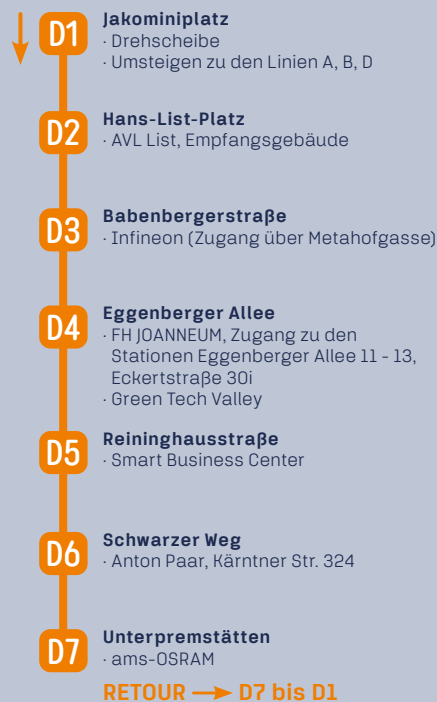 D1
Jakominiplatz
· Drehscheibe
· Umsteigen zu den Linien A, B, D
D2
Hans-List-Platz
· AVL List, Empfangsgebäude
D3
Babenbergerstraße
· Infineon (Zugang über Metahofgasse)
D4
Eggenberger Allee
· FH JOANNEUM, Zugang zu den
Stationen Eggenberger Allee 11 - 13,
Eckertstraße 30i
· Green Tech Valley
D5
Reininghausstraße
· Smart Business Center
D6
Schwarzer Weg
· Anton Paar, Kärntner Str. 324
D7
Unterpremstätten
· ams-OSRAM
RETOUR → D7 bis D1